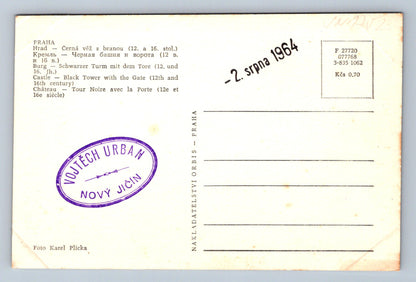 PRAHA
Hrad — Černá věž s branou (12. a 16. stol.)
Кремль — Черная башня и ворота (12 в.
и 16 в.)
Burg — Schwarzer Turm mit dem Tore (12. und
16. Jh.)
Castle — Black Tower with the Gate (12th and
16th century)
Château — Tour Noire avec la Porte (12e et
16e siècle)
- 2. srpna 1964
F 27720
077768
3-835 1062
Kčs 0,70
VOJTĚCH URBAN
NOVÝ JIČÍN
NAKLADATELSTVÍ ORBIS - PRAHA
Foto Karel Plicka